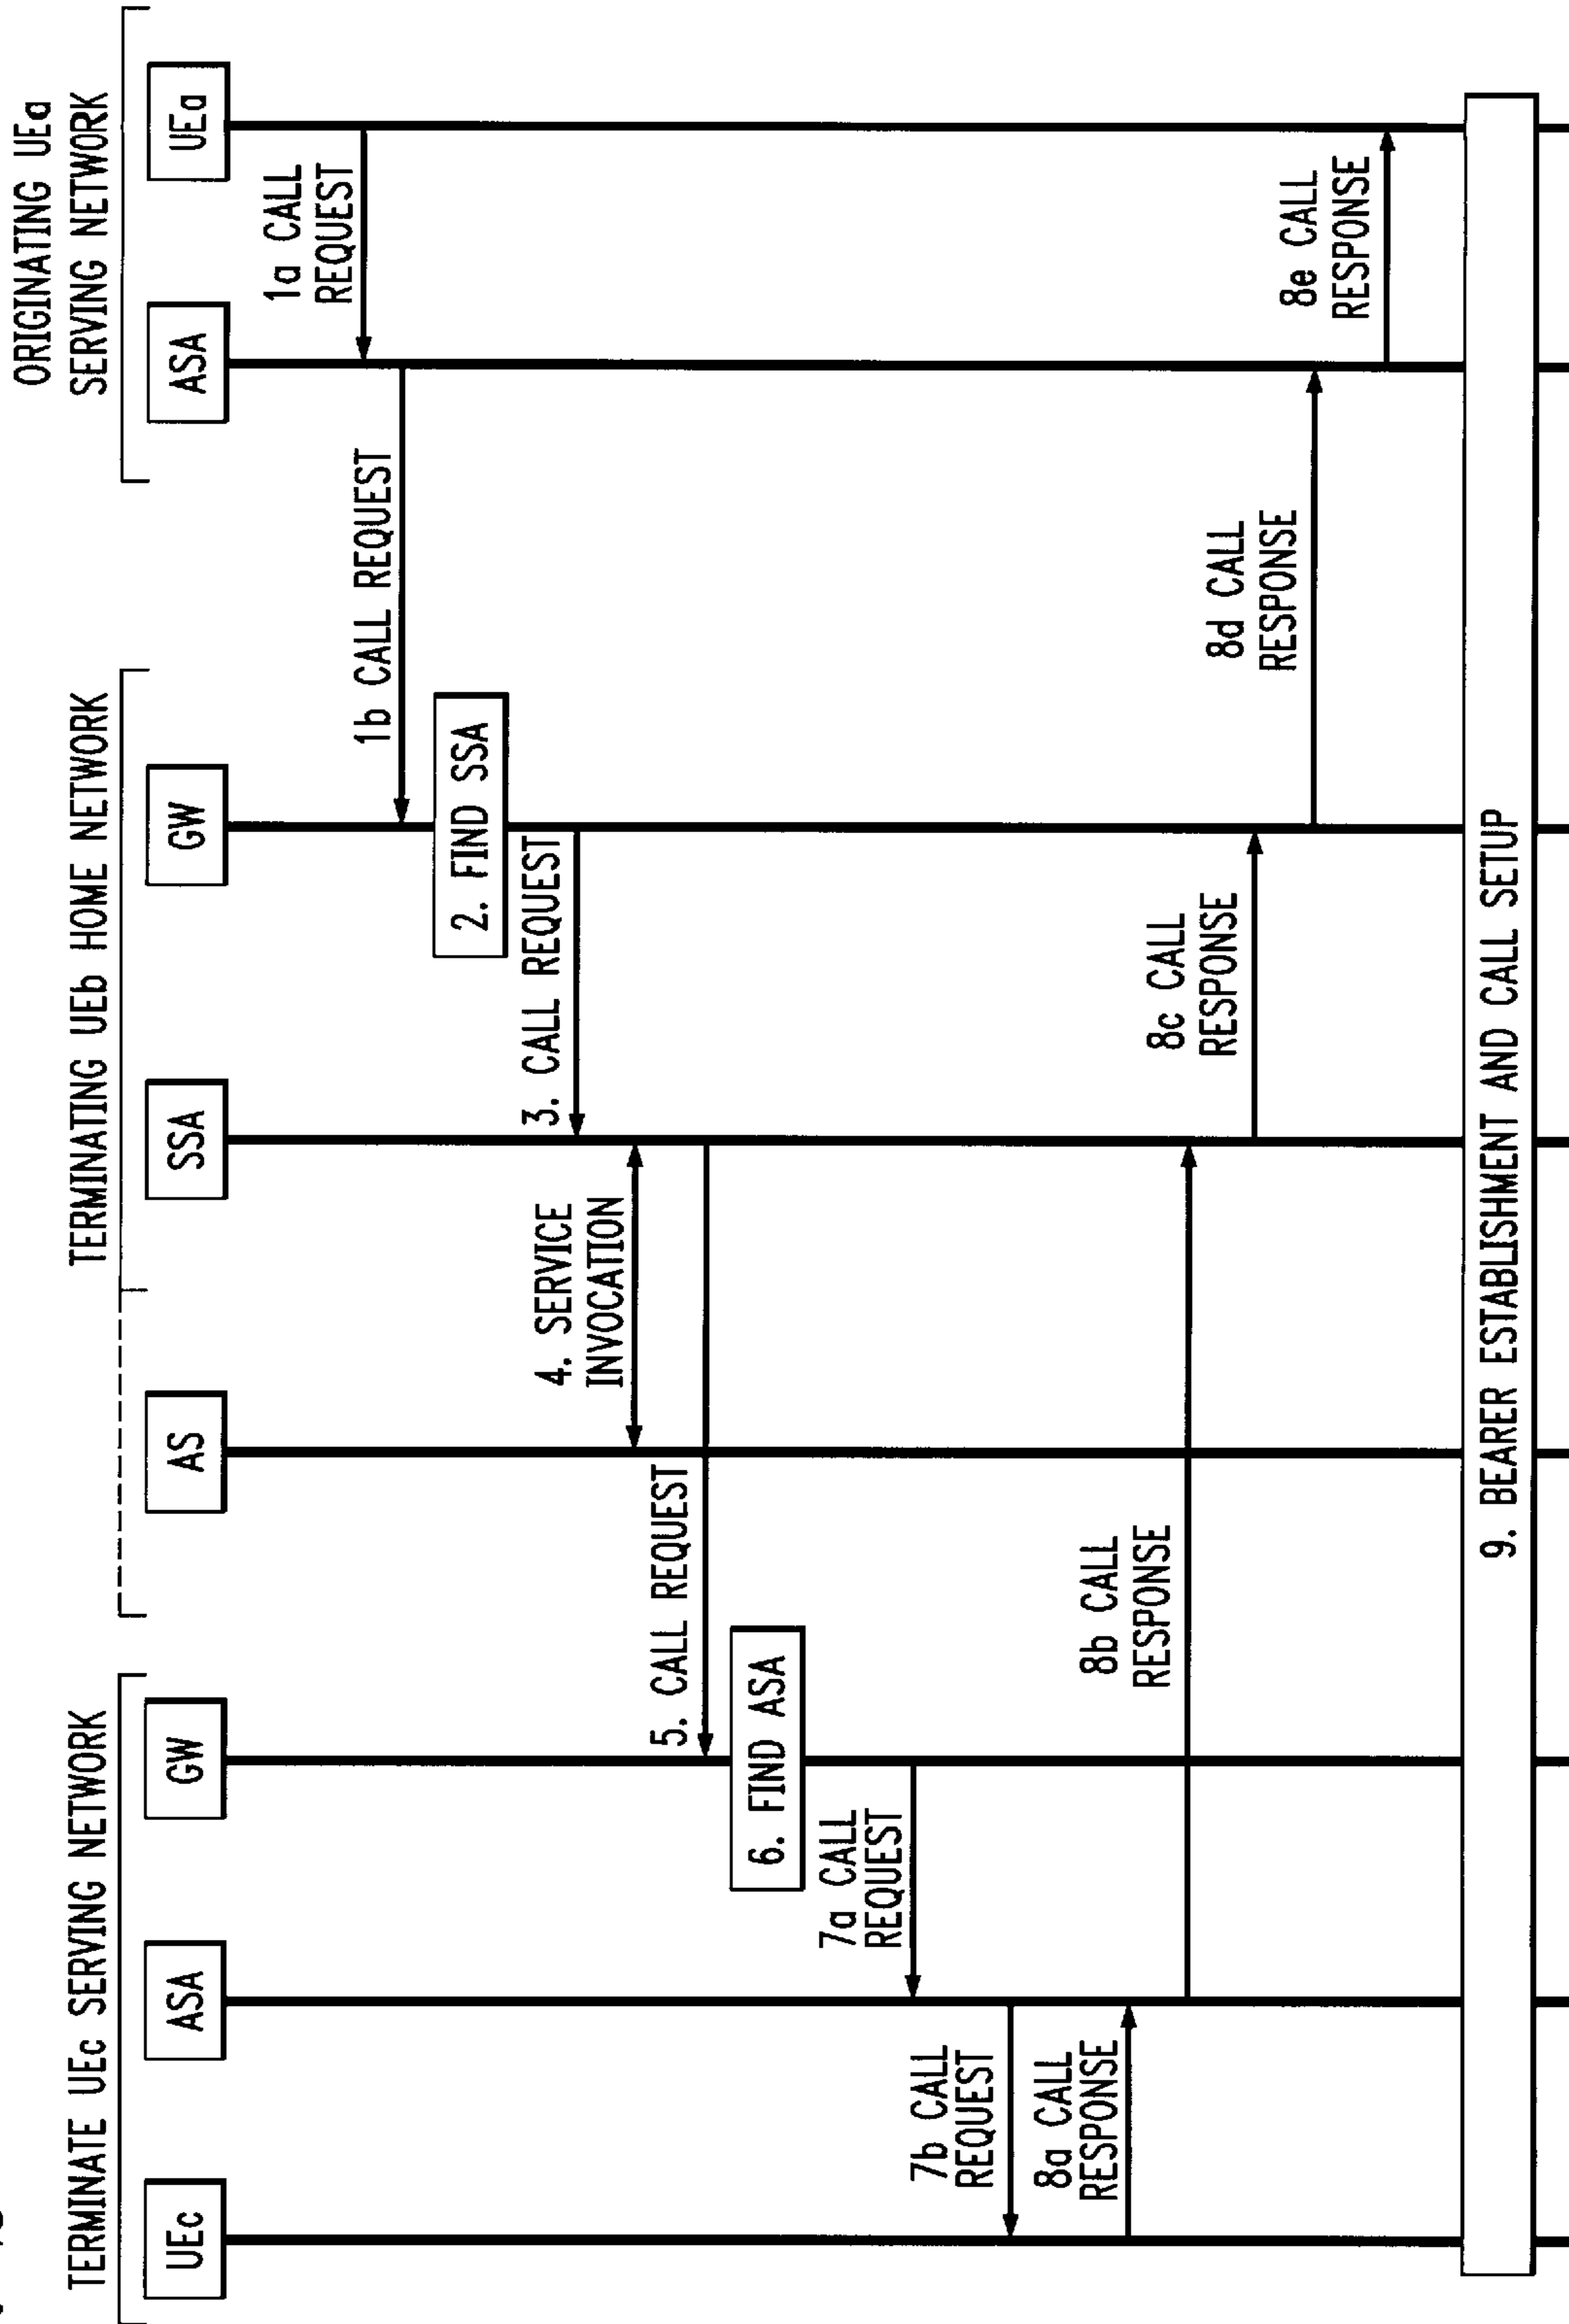 TERMINATE UEc SERVING NETWORK
TERMINATING UEb HOME NETWORK
ORIGINATING UEa
SERVING NETWORK
UEc
ASA
GW
AS
SSA
GW
ASA
UEa
1a CALL
REQUEST
1b CALL REQUEST
2. FIND SSA
3. CALL REQUEST
4. SERVICE
INVOCATION
5. CALL REQUEST
6. FIND ASA
7a CALL
REQUEST
7b CALL
REQUEST
8a CALL
RESPONSE
8b CALL
RESPONSE
8c CALL
RESPONSE
8d CALL
RESPONSE
8e CALL
RESPONSE
9. BEARER ESTABLISHMENT AND CALL SETUP